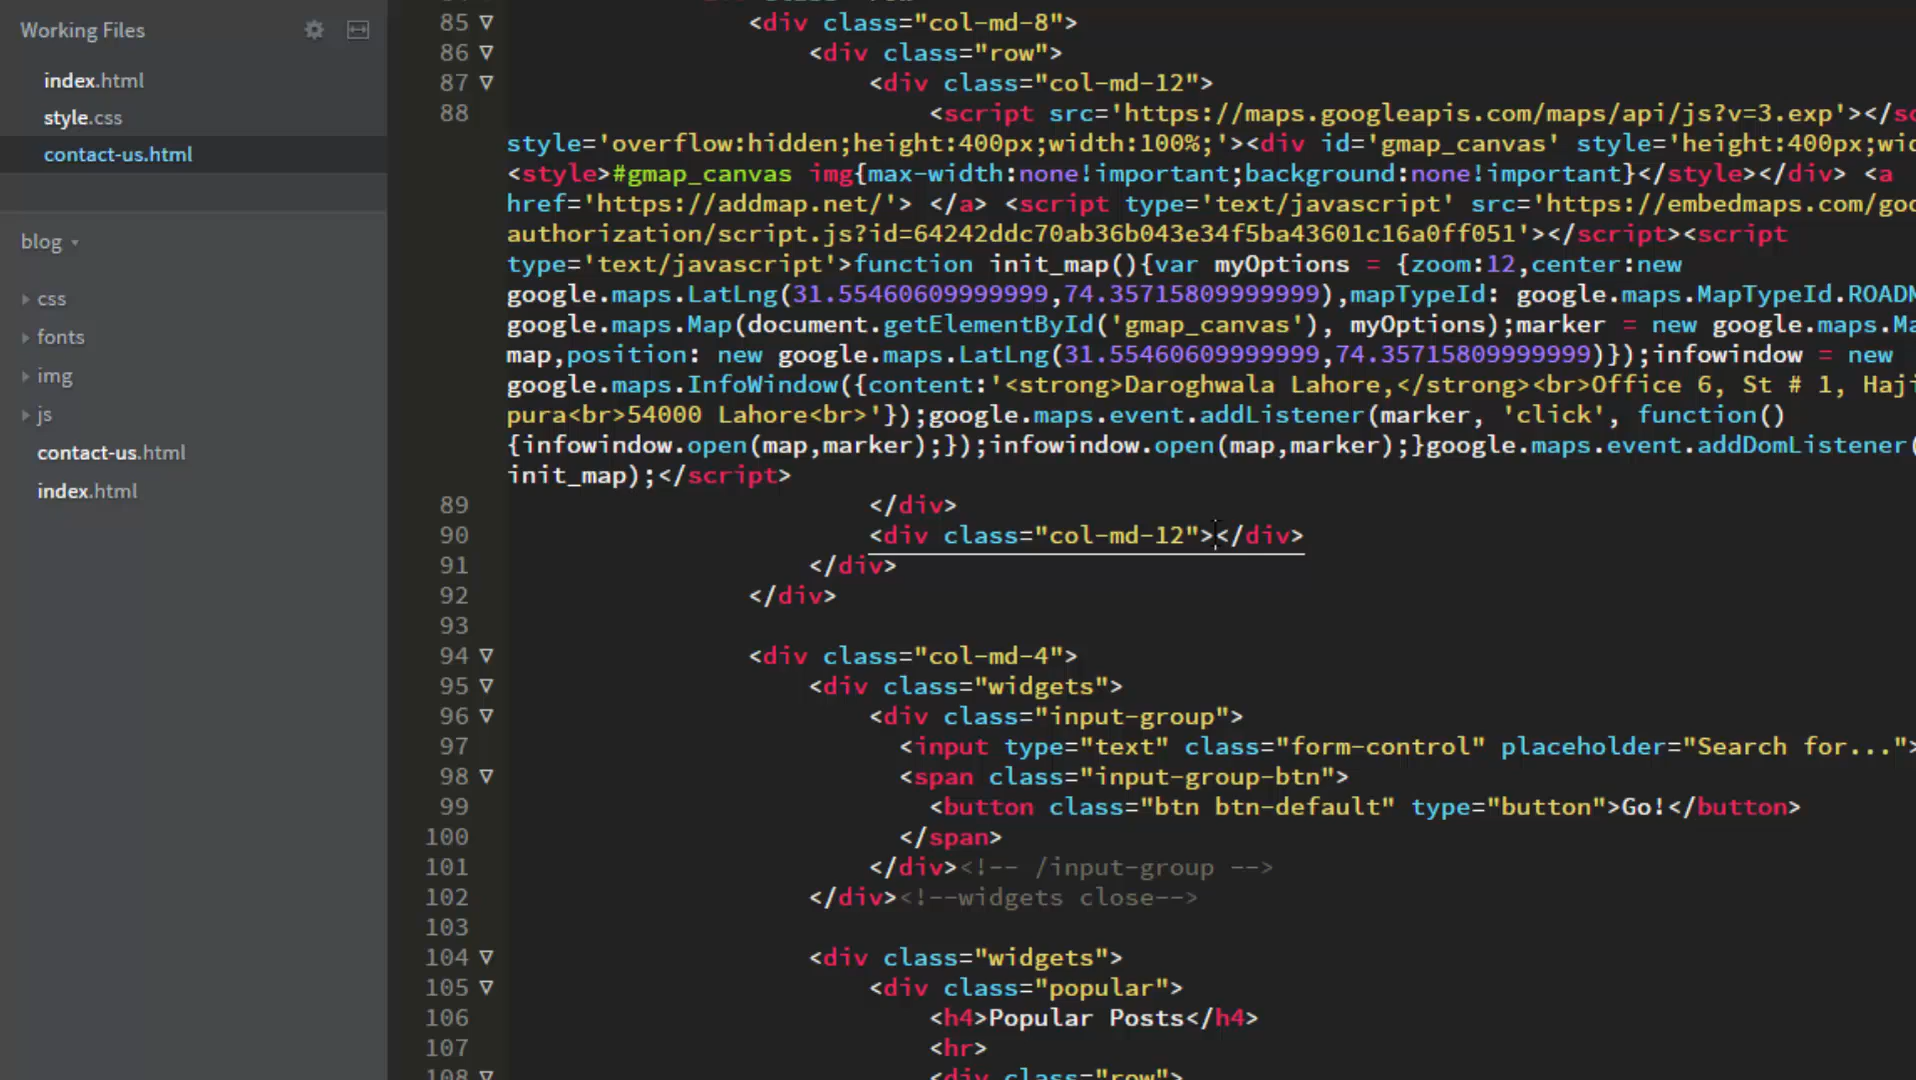 Working Files
index.html
style.css
contact-us.html
blog
css
fonts
img
js
contact-us.html
index.html
85 <div class="col-md-8">
86 <div class="row">
87 <div class="col-md-12">
88 <script src='https://maps.googleapis.com/maps/api/js?v=3.exp'></sc
style='overflow:hidden;height:400px;width:100%;'><div id='gmap_canvas' style='height:400px;wid
<style>#gmap_canvas img{max-width:none!important;background:none!important}</style></div> <a
href='https://addmap.net/'> </a> <script type='text/javascript' src='https://embedmaps.com/goo
authorization/script.js?id=64242ddc70ab36b043e34f5ba43601c16a0ff051'></script><script
type='text/javascript'>function init_map(){var myOptions = {zoom:12,center:new
google.maps.LatLng(31.55460609999999,74.35715809999999),mapTypeId: google.maps.MapTypeId.ROADM
google.maps.Map(document.getElementById('gmap_canvas'), myOptions);marker = new google.maps.Ma
map,position: new google.maps.LatLng(31.55460609999999,74.35715809999999)});infowindow = new
google.maps.InfoWindow({content:'<strong>Daroghwala Lahore,</strong><br>Office 6, St # 1, Haji
pura<br>54000 Lahore<br>'});google.maps.event.addListener(marker, 'click', function()
{infowindow.open(map,marker);});infowindow.open(map,marker);}google.maps.event.addDomListener(
init_map);</script>
89 </div>
90 <div class="col-md-12"></div>
91 </div>
92 </div>
93
94 <div class="col-md-4">
95 <div class="widgets">
96 <div class="input-group">
97 <input type="text" class="form-control" placeholder="Search for...">
98 <span class="input-group-btn">
99 <button class="btn btn-default" type="button">Go!</button>
100 </span>
101 </div><!-- /input-group -->
102 </div><!--widgets close-->
103
104 <div class="widgets">
105 <div class="popular">
106 <h4>Popular Posts</h4>
107 <hr>
108 <div class="row">